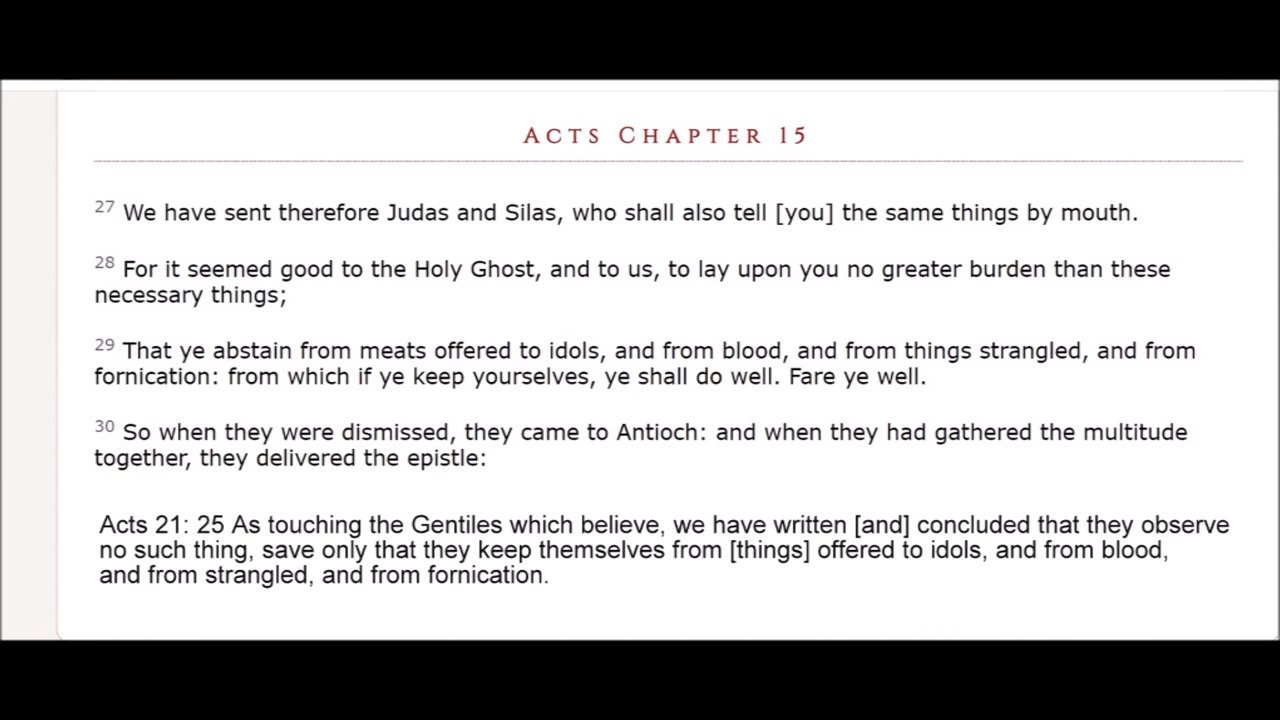 Acts Chapter 15
27 We have sent therefore Judas and Silas, who shall also tell [you] the same things by mouth.
28 For it seemed good to the Holy Ghost, and to us, to lay upon you no greater burden than these
necessary things;
29 That ye abstain from meats offered to idols, and from blood, and from things strangled, and from
fornication: from which if ye keep yourselves, ye shall do well. Fare ye well.
30 So when they were dismissed, they came to Antioch: and when they had gathered the multitude
together, they delivered the epistle:
Acts 21: 25 As touching the Gentiles which believe, we have written [and] concluded that they observe
no such thing, save only that they keep themselves from [things] offered to idols, and from blood,
and from strangled, and from fornication.